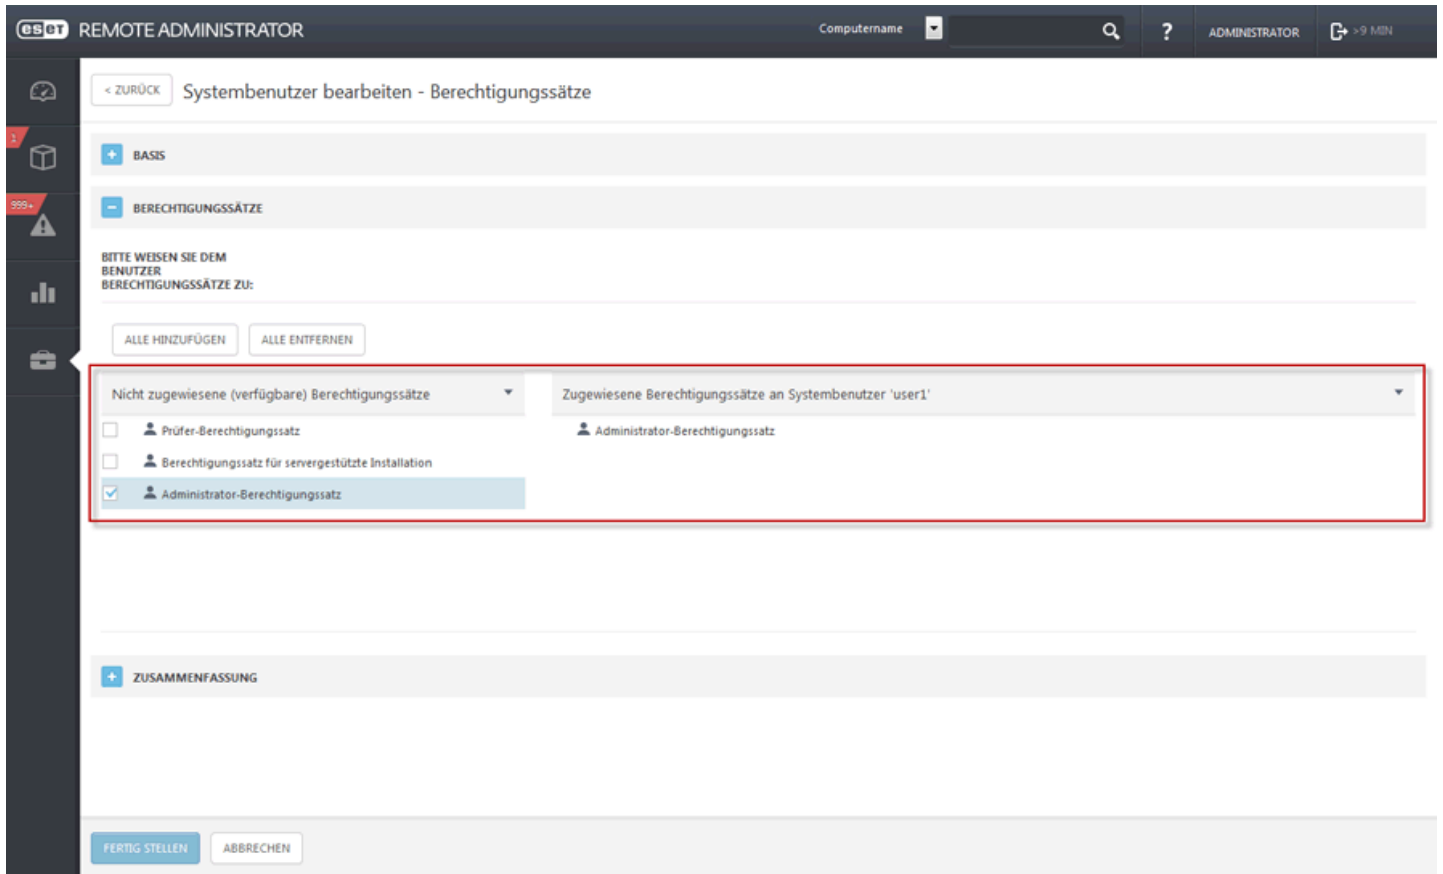 eset REMOTE ADMINISTRATOR
Computername
?
ADMINISTRATOR
>9 MIN
< ZURÜCK
Systembenutzer bearbeiten - Berechtigungssätze
1
BASIS
999+
BERECHTIGUNGSSÄTZE
BITTE WEISEN SIE DEM
BENUTZER
BERECHTIGUNGSSÄTZE ZU:
ALLE HINZUFÜGEN
ALLE ENTFERNEN
Nicht zugewiesene (verfügbare) Berechtigungssätze
Zugewiesene Berechtigungssätze an Systembenutzer 'user1'
Prüfer-Berechtigungssatz
Administrator-Berechtigungssatz
Berechtigungssatz für servergestützte Installation
Administrator-Berechtigungssatz
ZUSAMMENFASSUNG
FERTIG STELLEN
ABBRECHEN